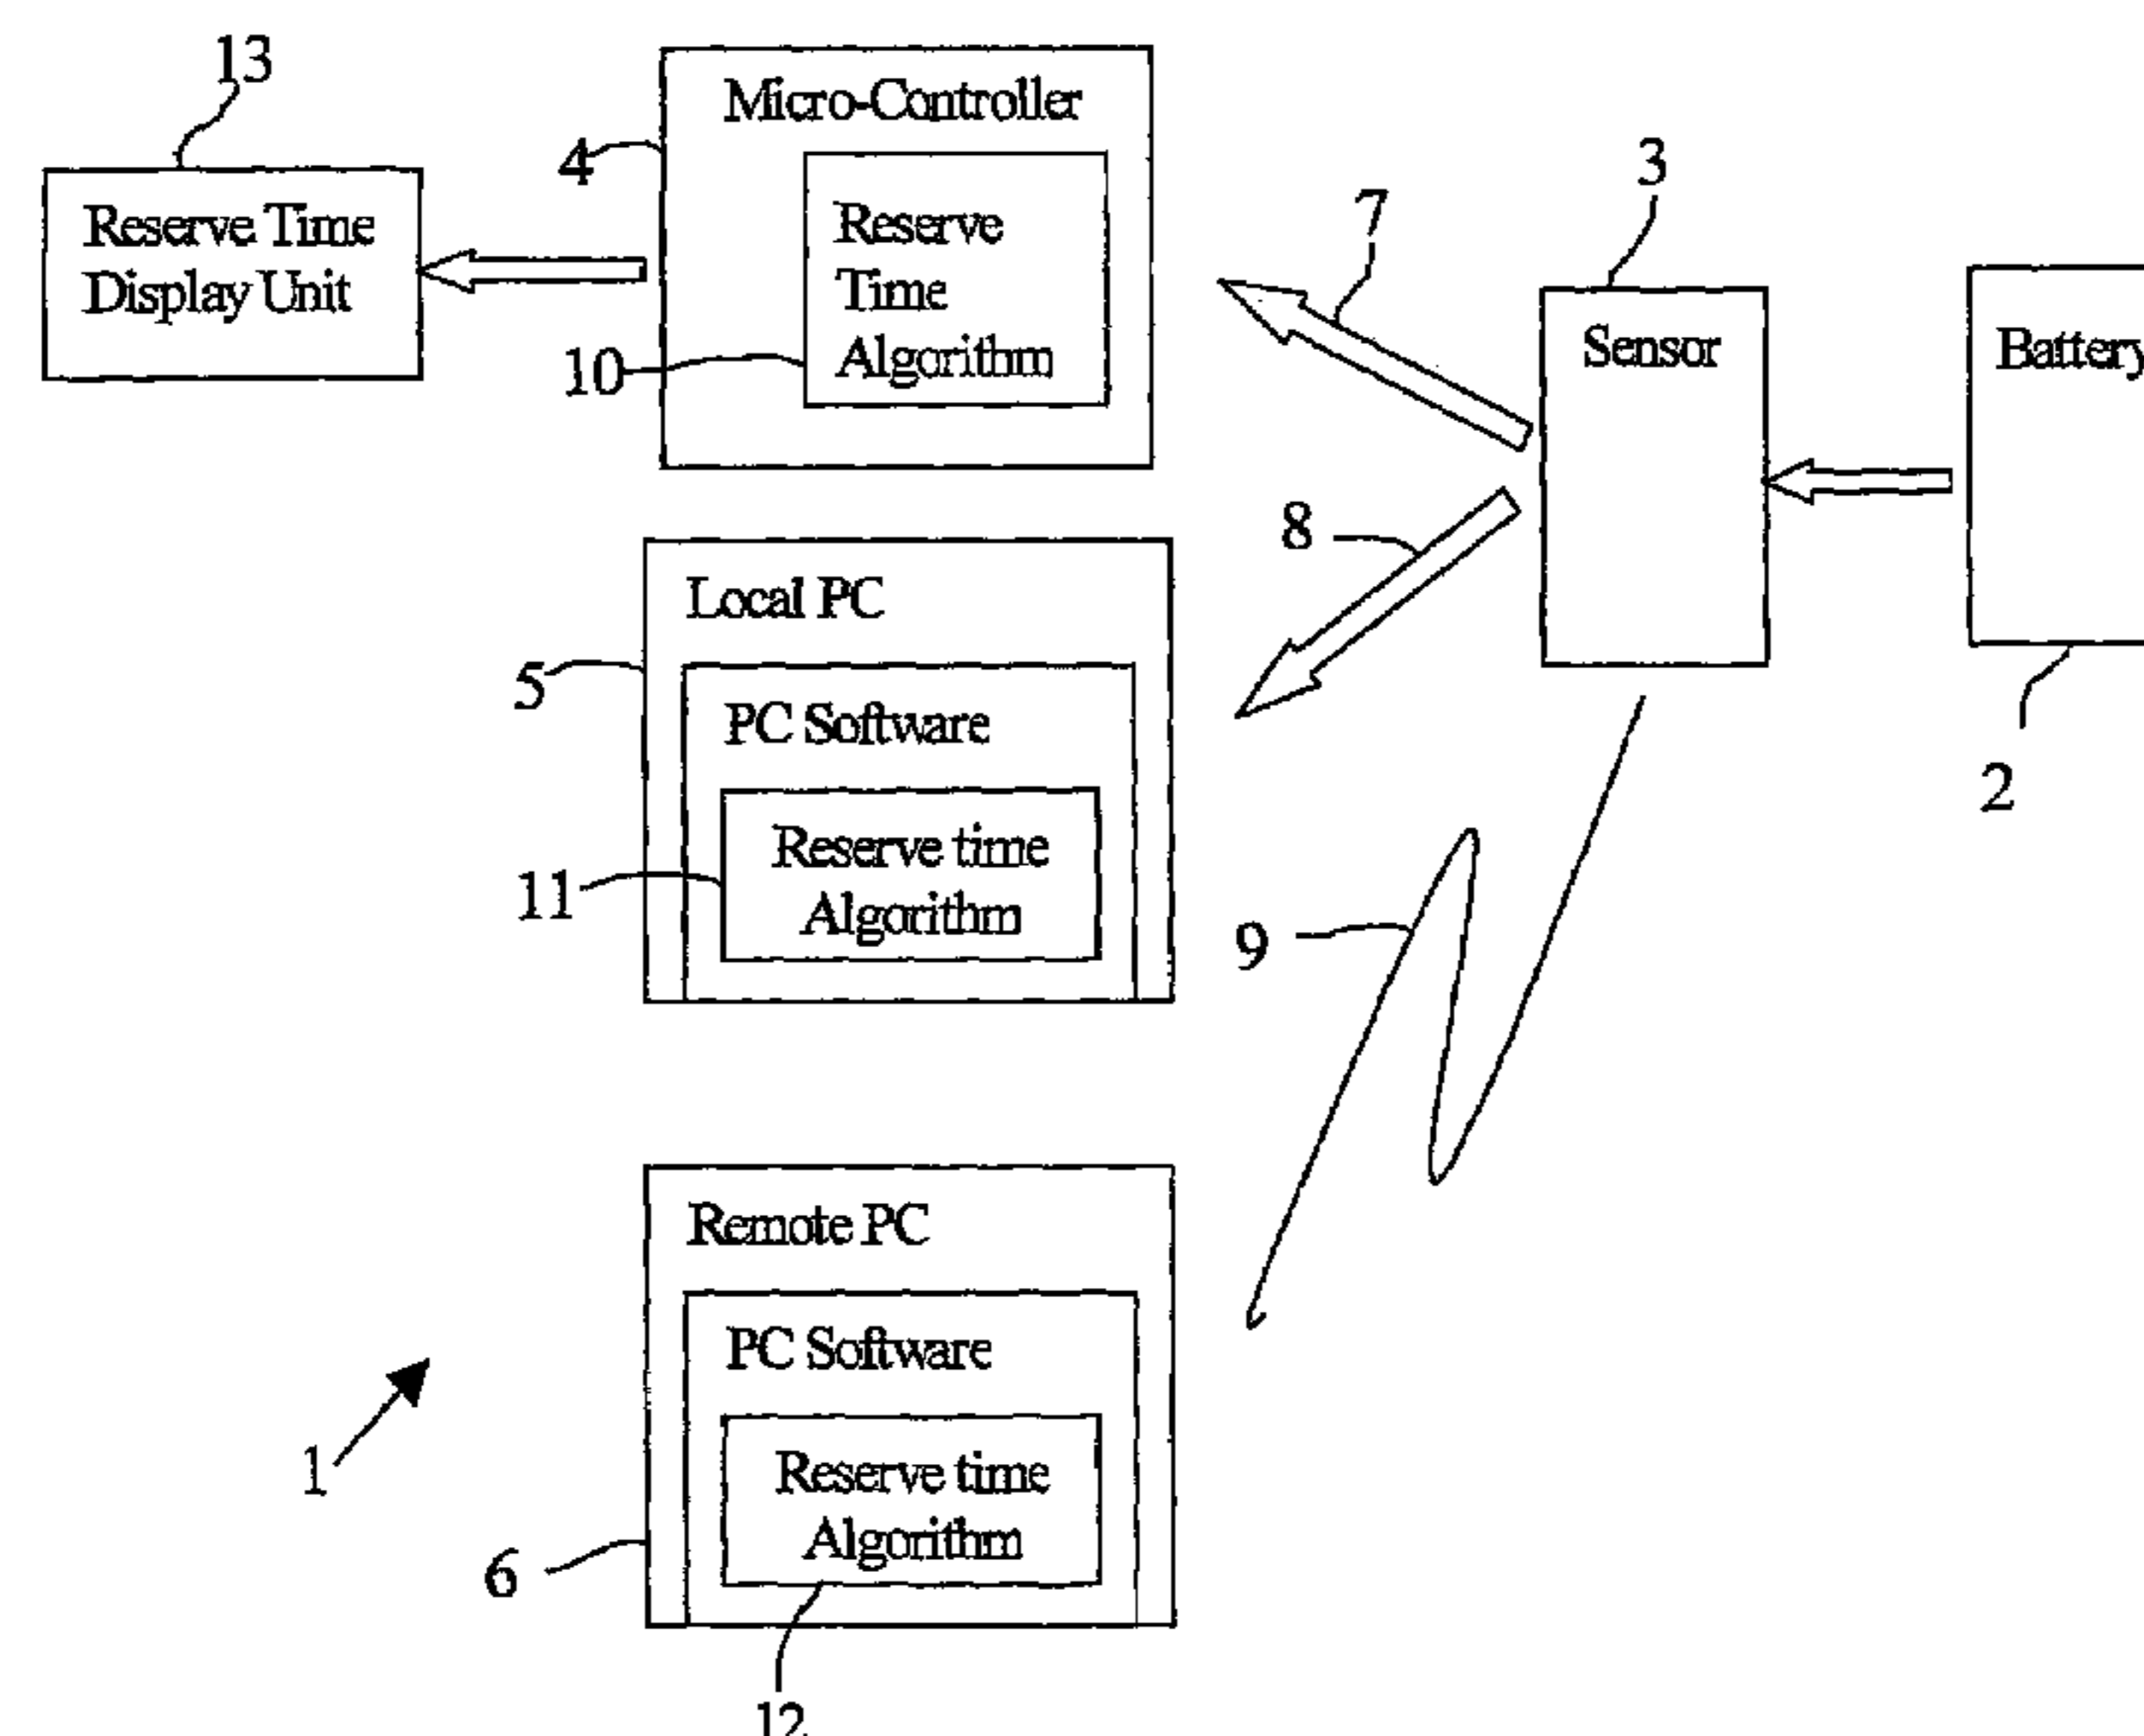 13
Micro-Controller
4
3
7
Reserve Time
Display Unit
Reserve
Time
Algorithm
10
Sensor
Battery
8
Local PC
5
PC Software
2
11
Reserve time
Algorithm
9
Remote PC
PC Software
1
Reserve time
Algorithm
6
12